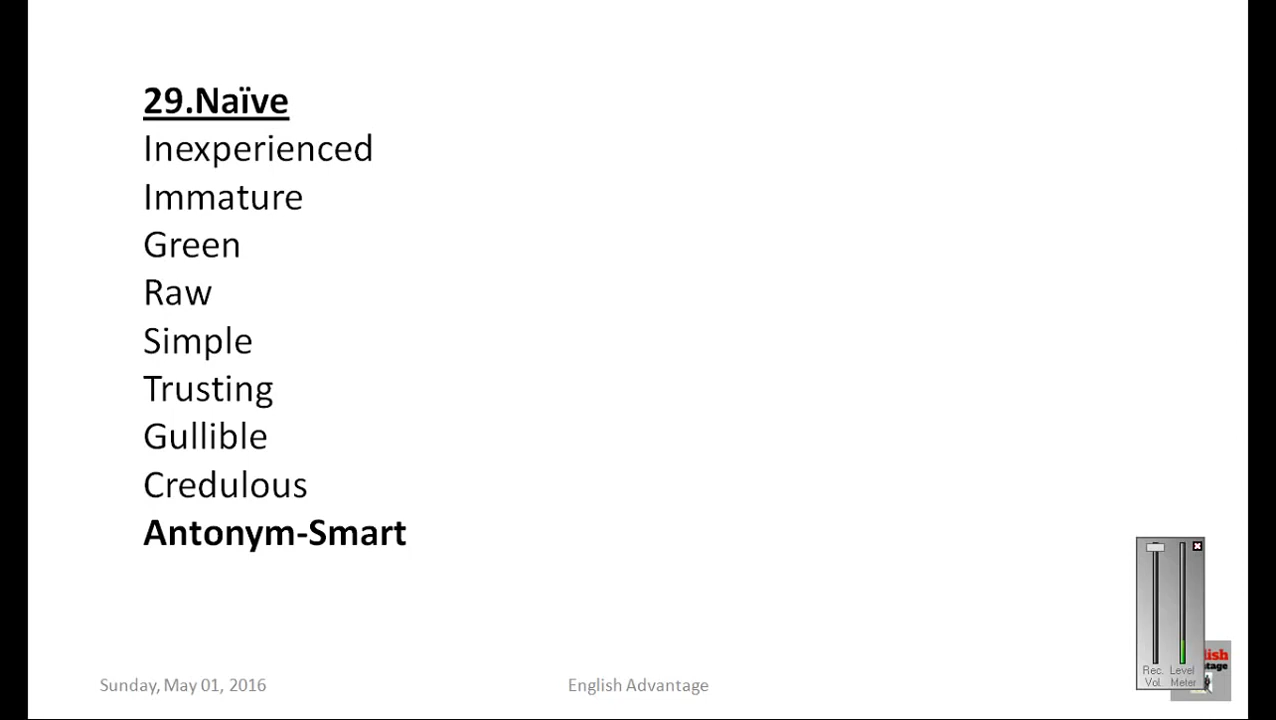 29.Naïve
Inexperienced
Immature
Green
Raw
Simple
Trusting
Gullible
Credulous
Antonym-Smart
Sunday, May 01, 2016
English Advantage
Rec. Level
Vol. Meter